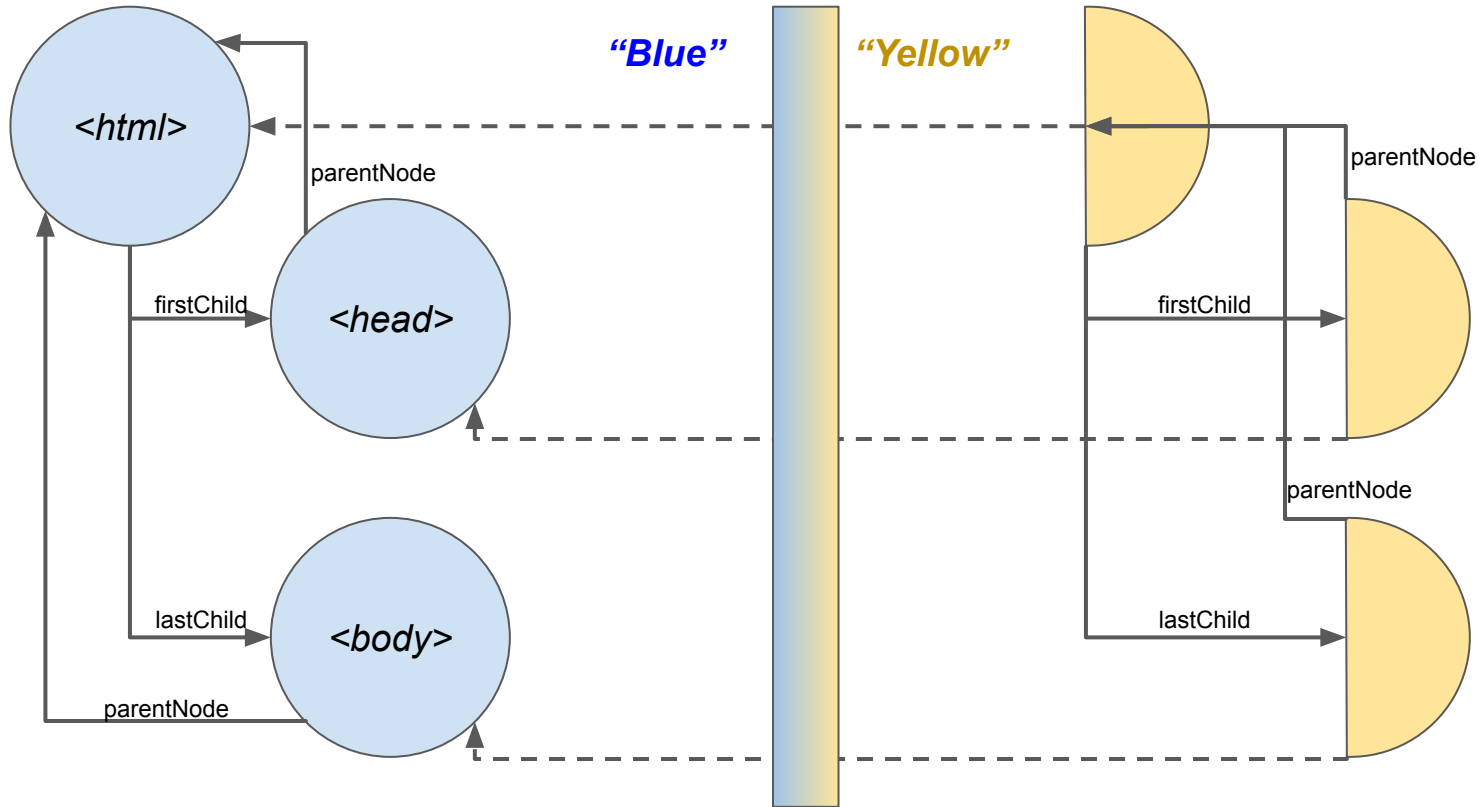 “Blue”
“Yellow”
<html>
parentNode
parentNode
firstChild
<head>
firstChild
parentNode
lastChild
<body>
lastChild
parentNode